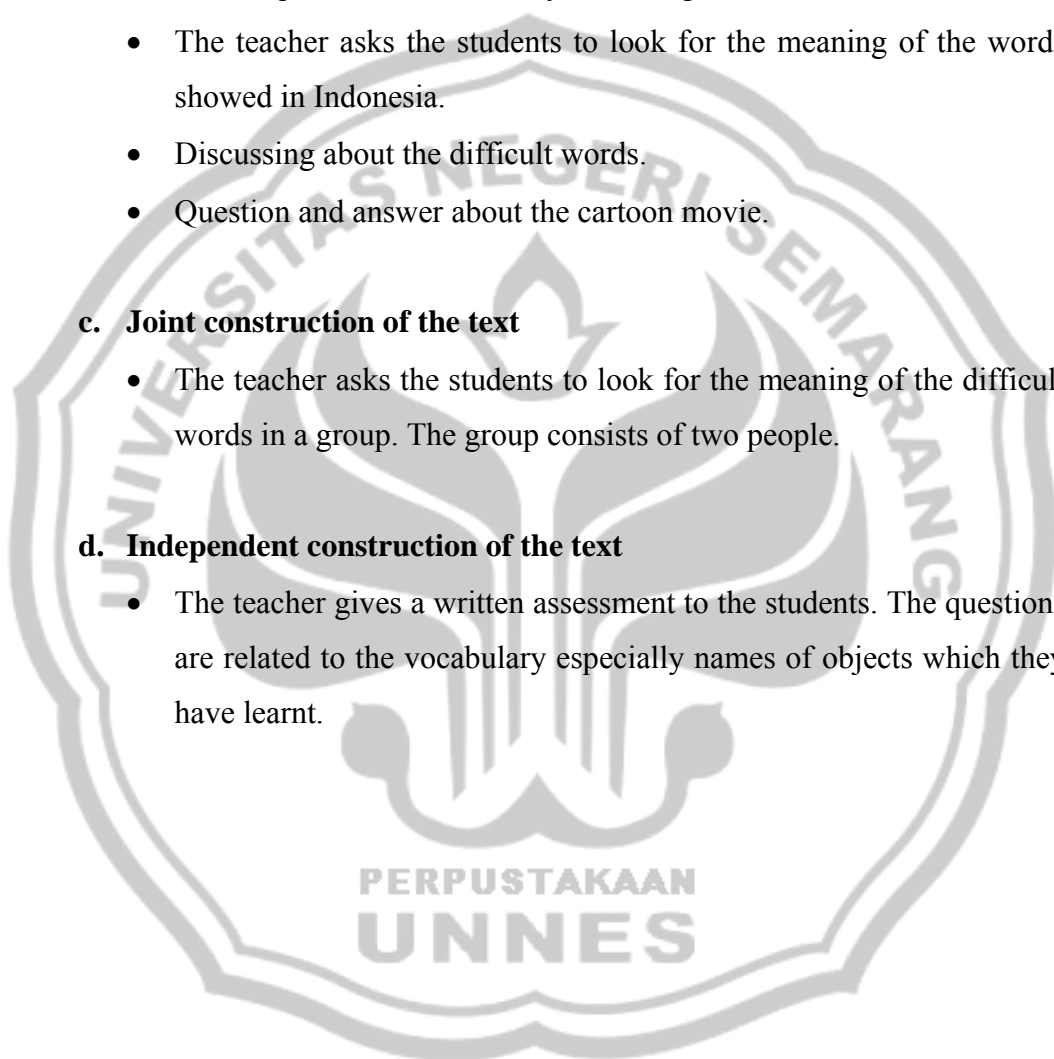 • The teacher asks the students to look for the meaning of the word
showed in Indonesia.
• Discussing about the difficult words.
• Question and answer about the cartoon movie.
c. Joint construction of the text
• The teacher asks the students to look for the meaning of the difficul
words in a group. The group consists of two people.
d. Independent construction of the text
• The teacher gives a written assessment to the students. The question
are related to the vocabulary especially names of objects which they
have learnt.
UNIVERSITAS NEGERI SEMARANG
PERPUSTAKAAN
UNNES